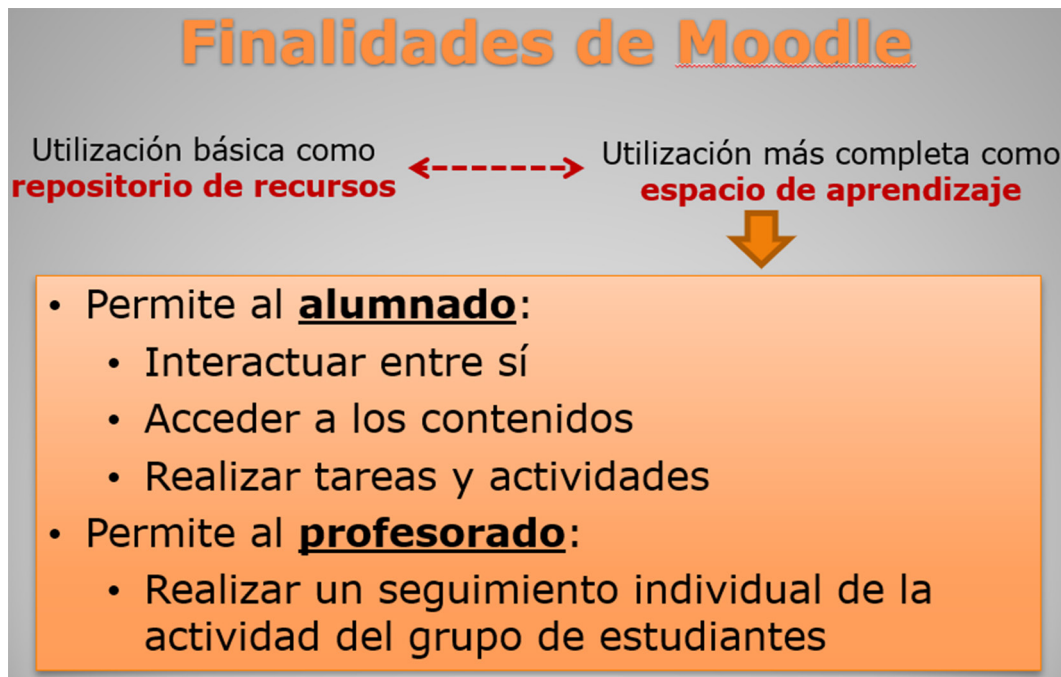 Finalidades de Moodle
Utilización básica como
repositorio de recursos
Utilización más completa como
espacio de aprendizaje
• Permite al alumnado:
• Interactuar entre sí
• Acceder a los contenidos
• Realizar tareas y actividades
• Permite al profesorado:
• Realizar un seguimiento individual de la
actividad del grupo de estudiantes